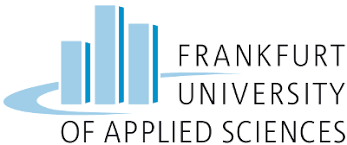 FRANKFURT
UNIVERSITY
OF APPLIED SCIENCES